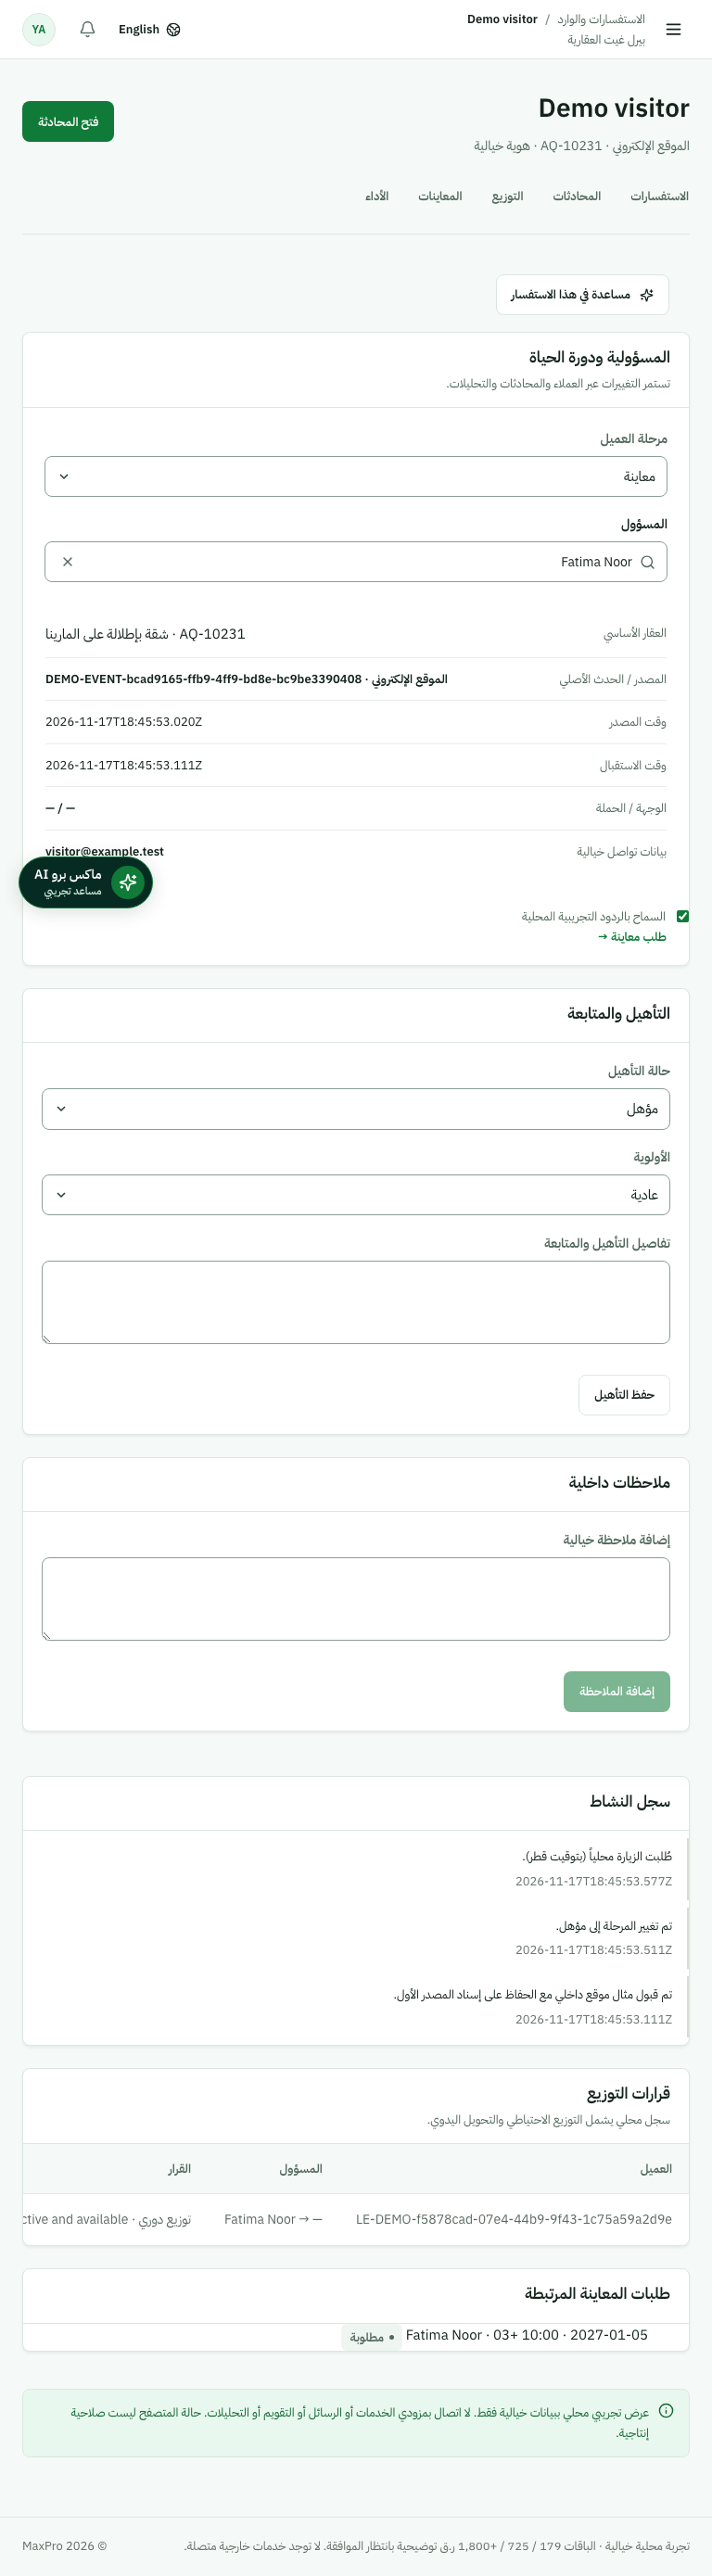 الاستفسارات والوارد / Demo visitor
بيرل غيت العقارية
English
YA
Demo visitor
الموقع الإلكتروني · AQ-10231 · هوية خيالية
فتح المحادثة
الاستفسارات
المحادثات
التوزيع
المعاينات
الأداء
مساعدة في هذا الاستفسار
المسؤولية ودورة الحياة
تستمر التغييرات عبر العملاء والمحادثات والتحليلات.
مرحلة العميل
معاينة
المسؤول
Fatima Noor
العقار الأساسي
AQ-10231 · شقة بإطلالة على المارينا
المصدر / الحدث الأصلي
الموقع الإلكتروني · DEMO-EVENT-bcad9165-ffb9-4ff9-bd8e-bc9be3390408
وقت المصدر
2026-11-17T18:45:53.020Z
وقت الاستقبال
2026-11-17T18:45:53.111Z
الوجهة / الحملة
— / —
بيانات تواصل خيالية
visitor@example.test
ماكس برو AI
مساعد تجريبي
السماح بالردود التجريبية المحلية
طلب معاينة →
التأهيل والمتابعة
حالة التأهيل
مؤهل
الأولوية
عادية
تفاصيل التأهيل والمتابعة
حفظ التأهيل
ملاحظات داخلية
إضافة ملاحظة خيالية
إضافة الملاحظة
سجل النشاط
طُلبت الزيارة محلياً (بتوقيت قطر).
2026-11-17T18:45:53.577Z
تم تغيير المرحلة إلى مؤهل.
2026-11-17T18:45:53.511Z
تم قبول مثال موقع داخلي مع الحفاظ على إسناد المصدر الأول.
2026-11-17T18:45:53.111Z
قرارات التوزيع
سجل محلي يشمل التوزيع الاحتياطي والتحويل اليدوي.
العميل
المسؤول
القرار
LE-DEMO-f5878cad-07e4-44b9-9f43-1c75a59a2d9e
— → Fatima Noor
توزيع دوري · ctive and available
طلبات المعاينة المرتبطة
2027-01-05 · 10:00 +03 · Fatima Noor
مطلوبة
عرض تجريبي محلي ببيانات خيالية فقط. لا اتصال بمزودي الخدمات أو الرسائل أو التقويم أو التحليلات. حالة المتصفح ليست صلاحية
إنتاجية.
تجربة محلية خيالية · الباقات 179 / 725 / +1,800 ر.ق توضيحية بانتظار الموافقة. لا توجد خدمات خارجية متصلة.
© 2026 MaxPro